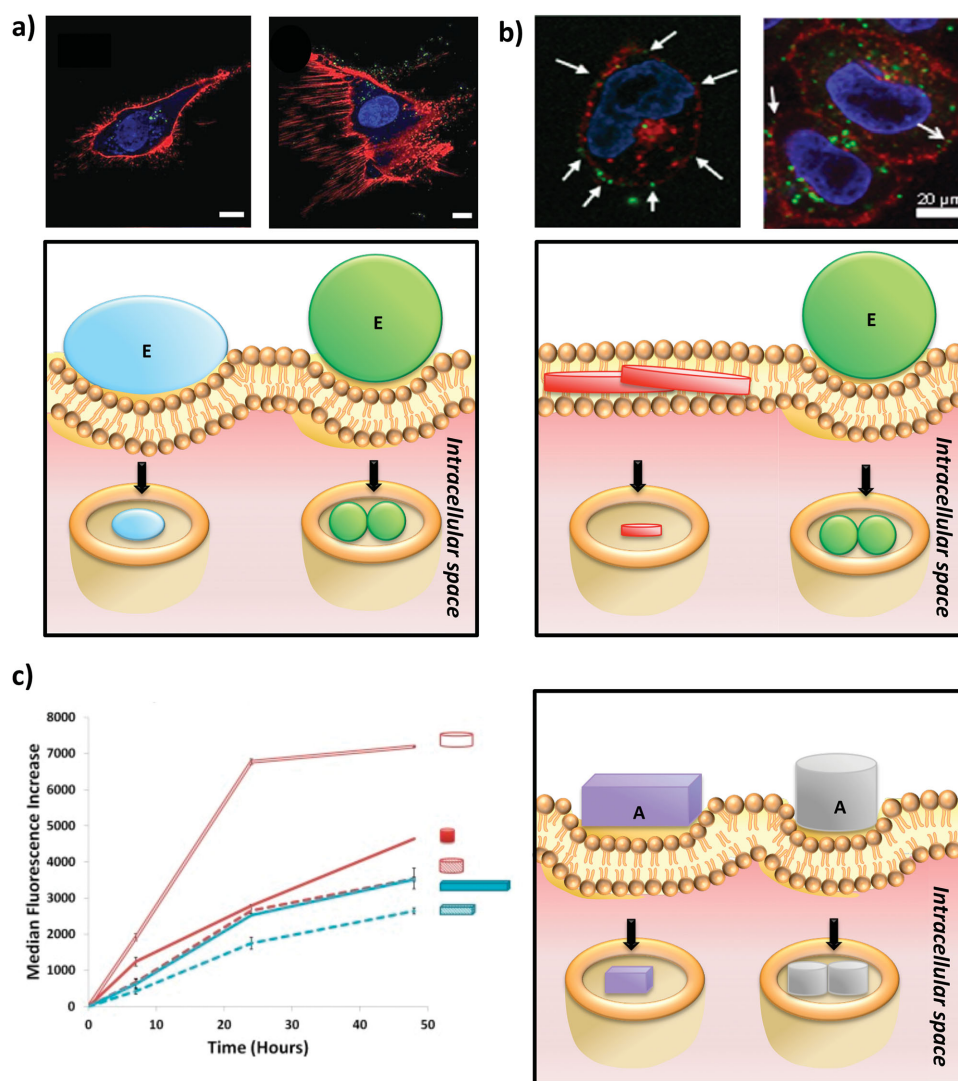 a)
b)
20 µm
E
E
Intracellular space
E
Intracellular space
c)
8000
7000
6000
5000
4000
3000
2000
1000
0
Median Fluorescence Increase
0 10 20 30 40 50
Time (Hours)
A
A
Intracellular space